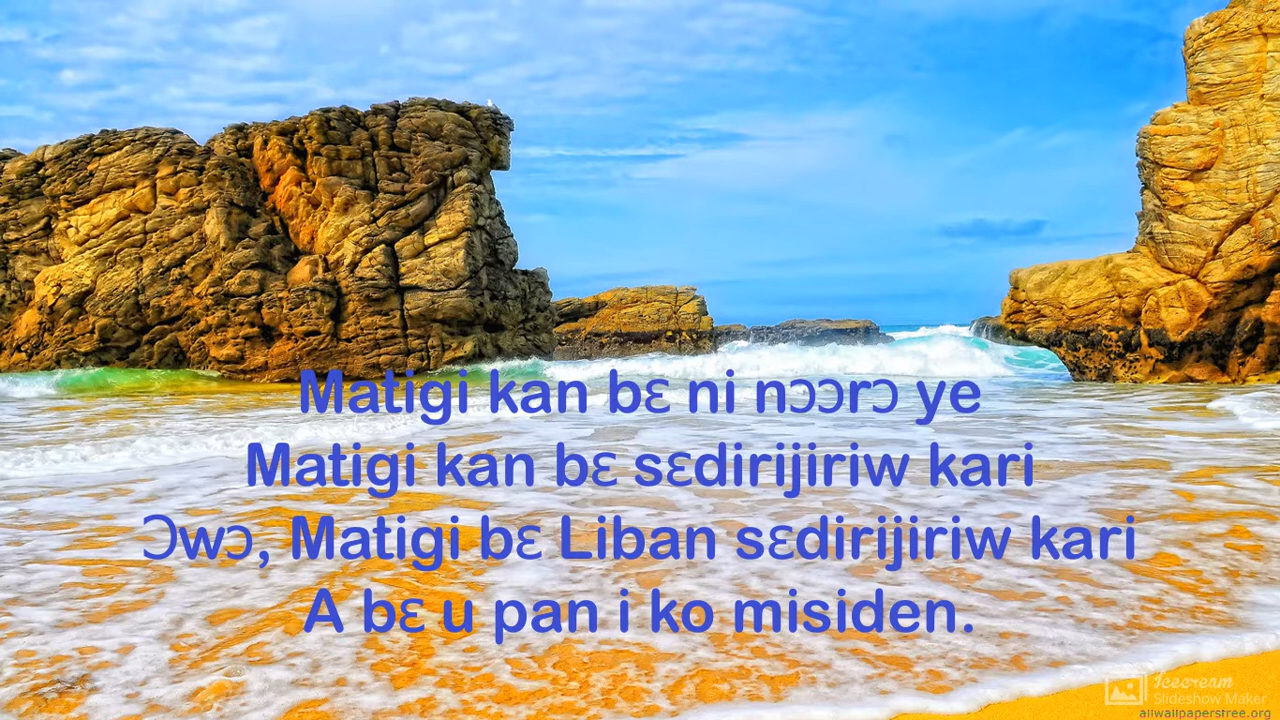 Matigi kan bɛ ni nɔɔrɔ ye
Matigi kan bɛ sɛdirijiriw kari
Ɔwɔ, Matigi bɛ Liban sɛdirijiriw kari
A bɛ u pan i ko misiden.
Icecream
Slideshow Maker
allwallpaperstree.org